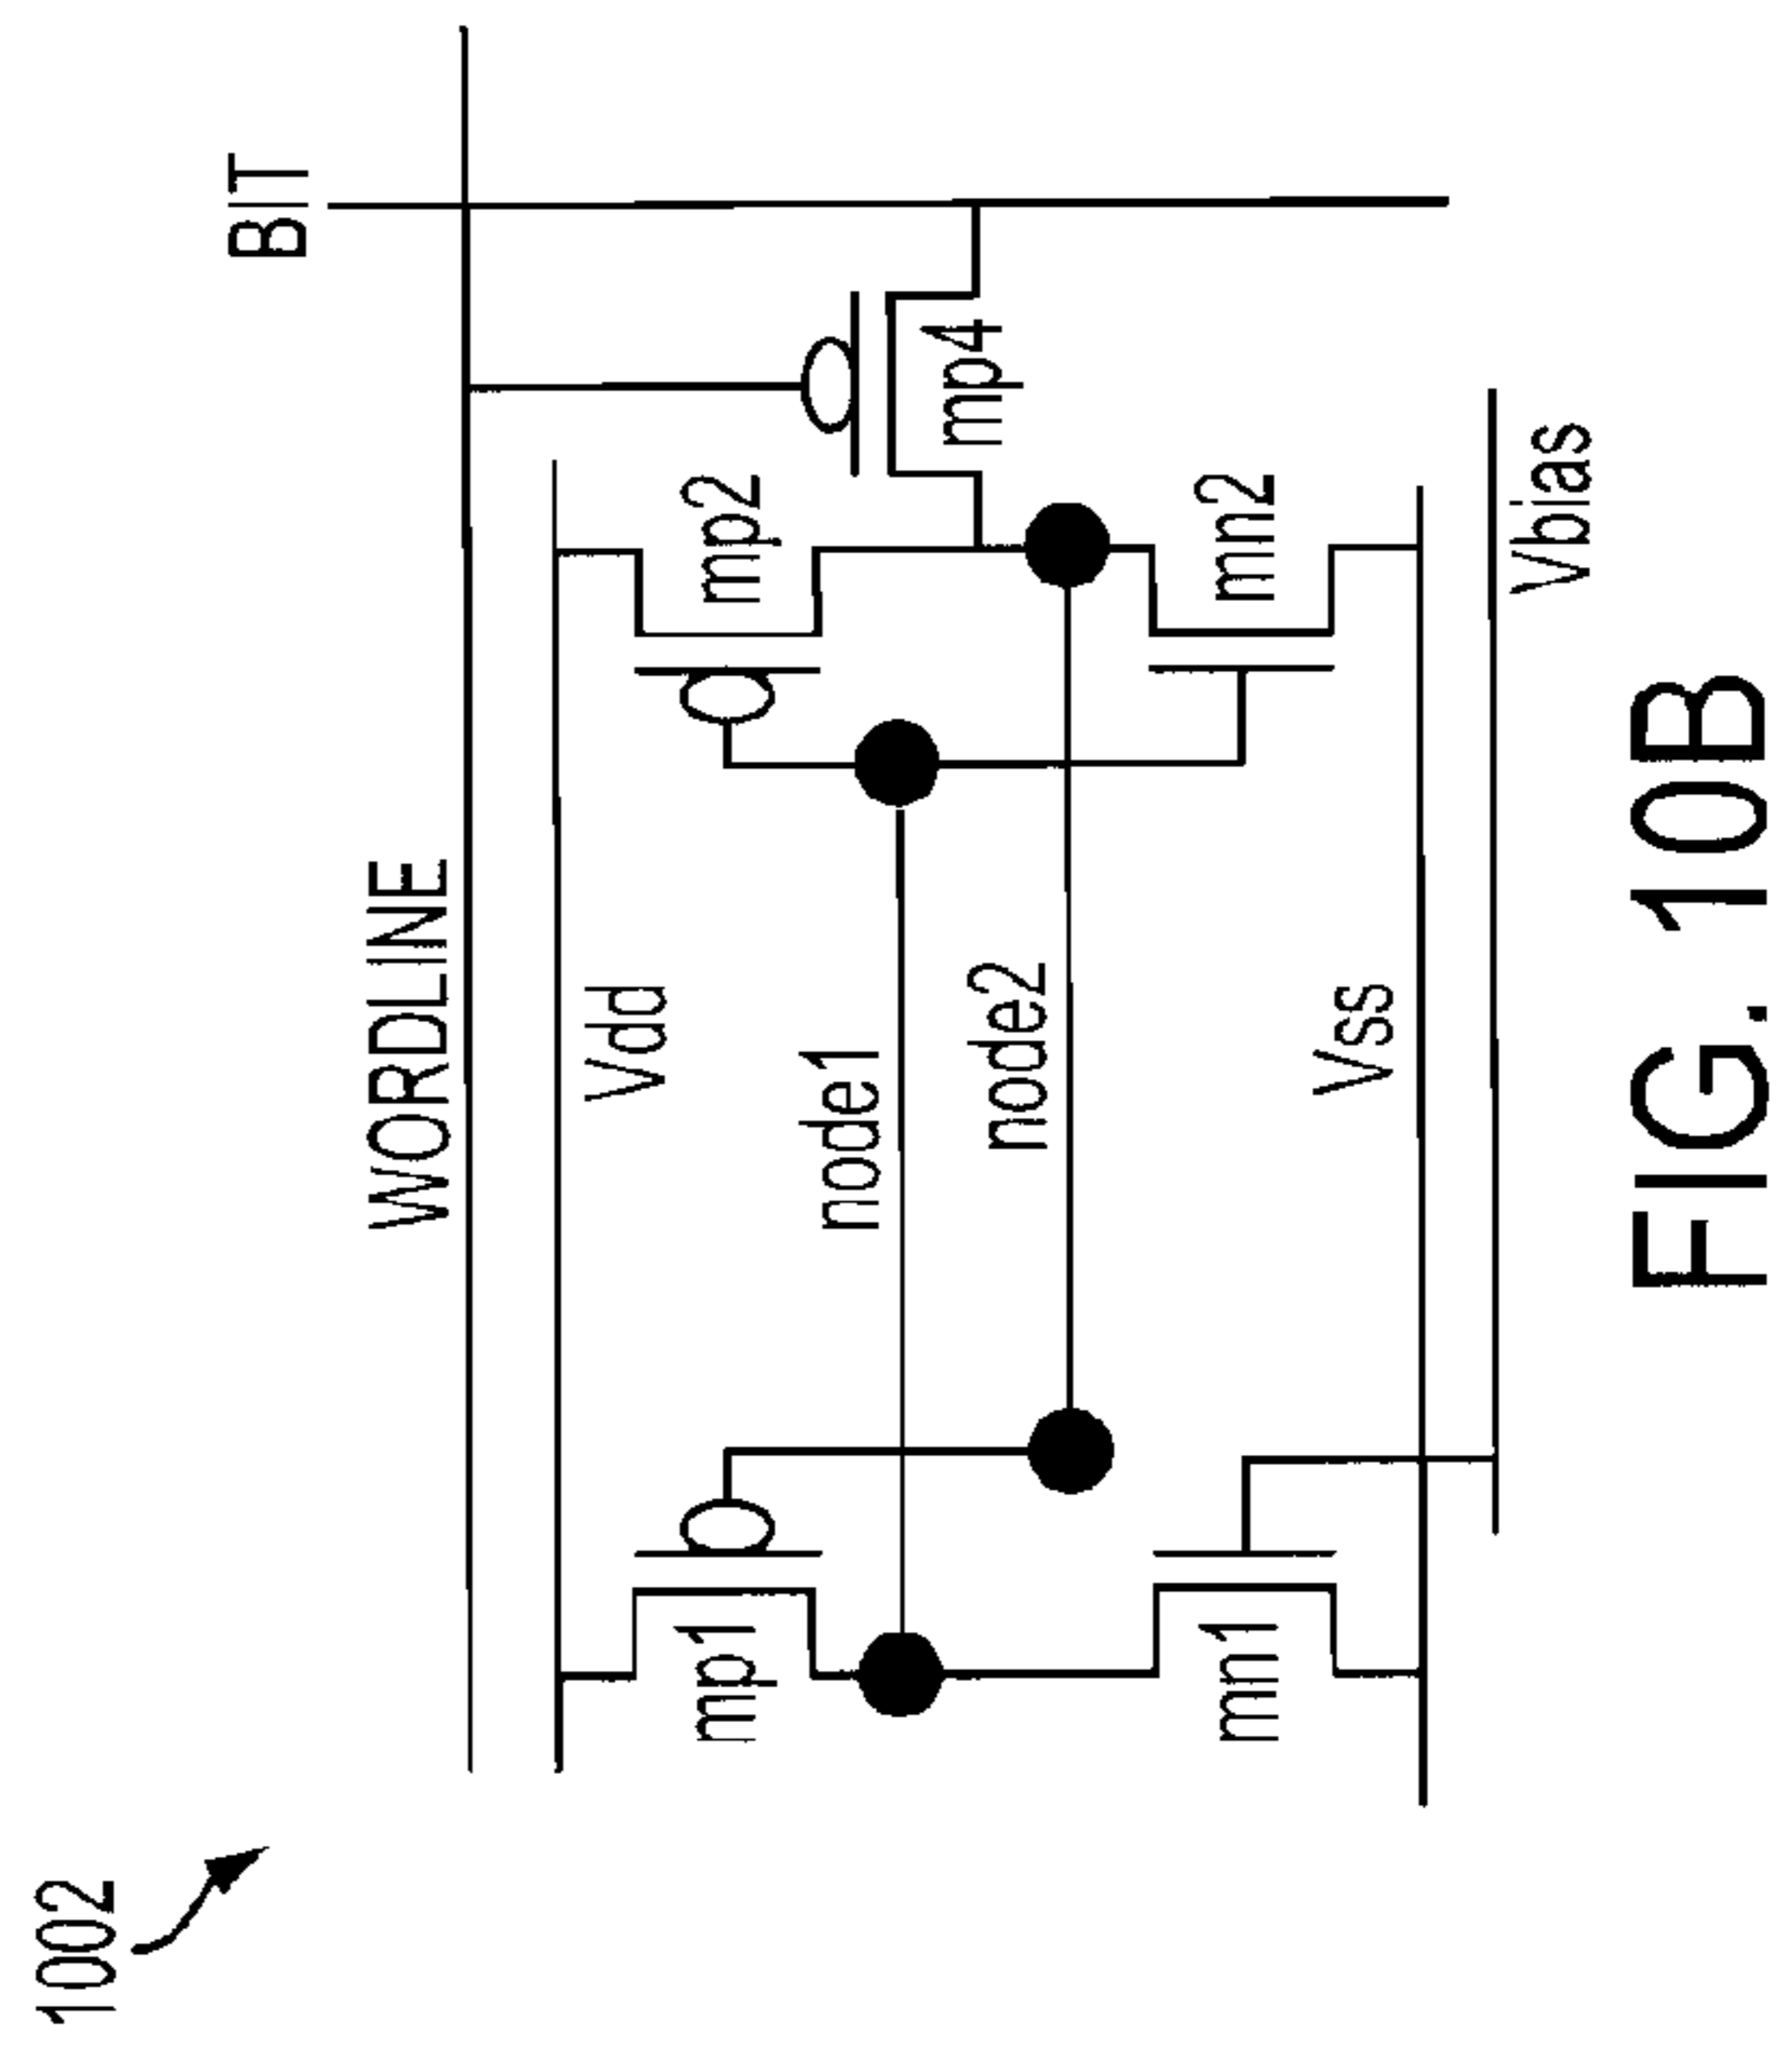 1002
BIT
WORDLINE
Vdd
mp1
mp2
node1
mp4
node2
mn1
mn2
Vss
Vbias
FIG. 10B